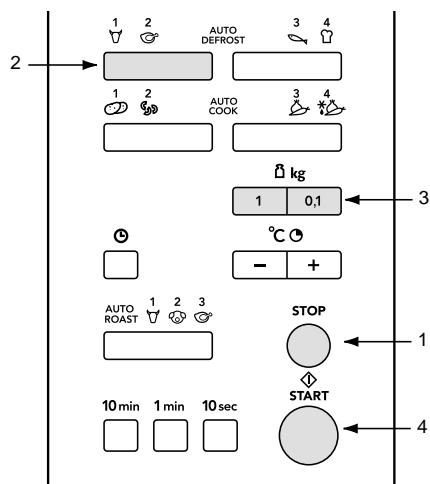 1 2 AUTO 3 4
DEFROST
2
1 2 AUTO 3 4
COOK
kg
1 0,1 3
°C
− +
AUTO 1 2 3
ROAST
STOP
1
START
10 min 1 min 10 sec
4